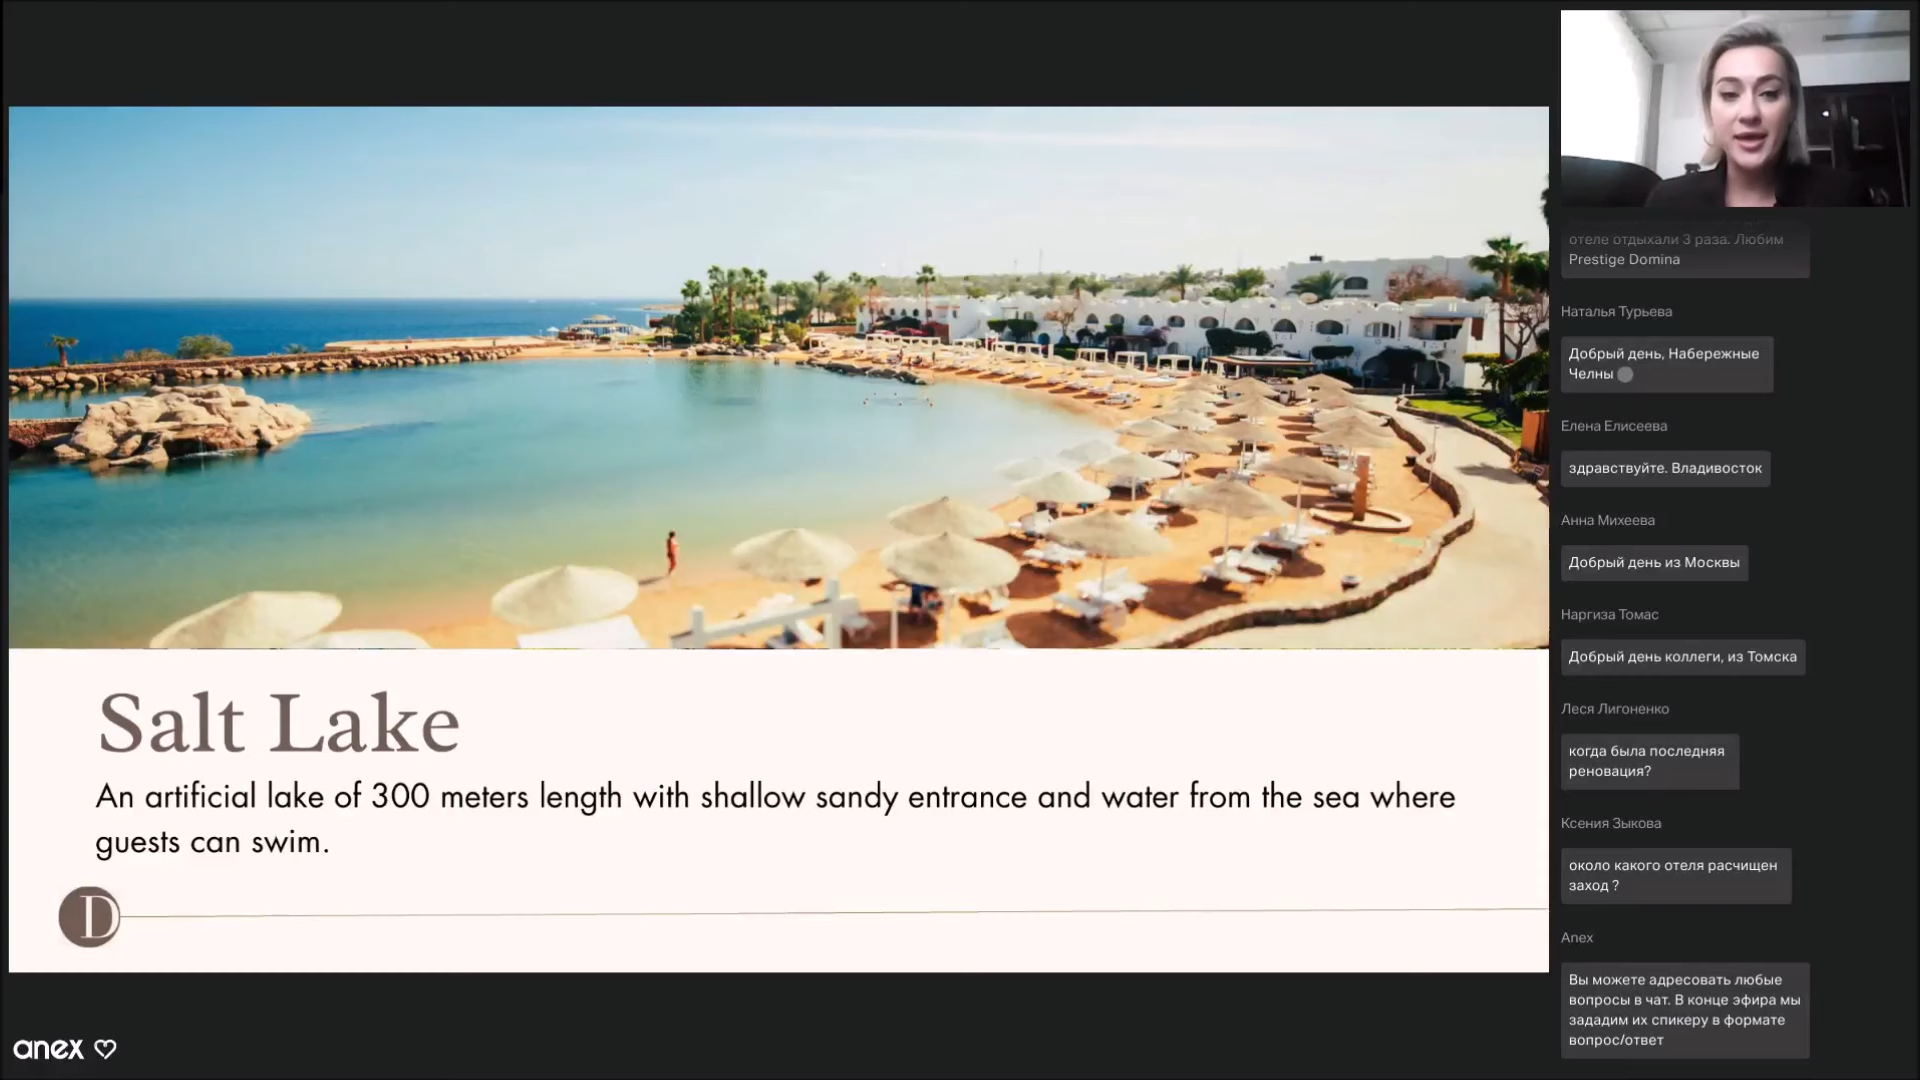 Salt Lake
An artificial lake of 300 meters length with shallow sandy entrance and water from the sea where
guests can swim.
D
anex
отеле отдыхали 3 раза. Любим
Prestige Domina
Наталья Турьева
Добрый день, Набережные
Челны
Елена Елисеева
здравствуйте. Владивосток
Анна Михеева
Добрый день из Москвы
Наргиза Томас
Добрый день коллеги, из Томска
Леся Лигоненко
когда была последняя
реновация?
Ксения Зыкова
около какого отеля расчищен
заход ?
Anex
Вы можете адресовать любые
вопросы в чат. В конце эфира мы
зададим их спикеру в формате
вопрос/ответ